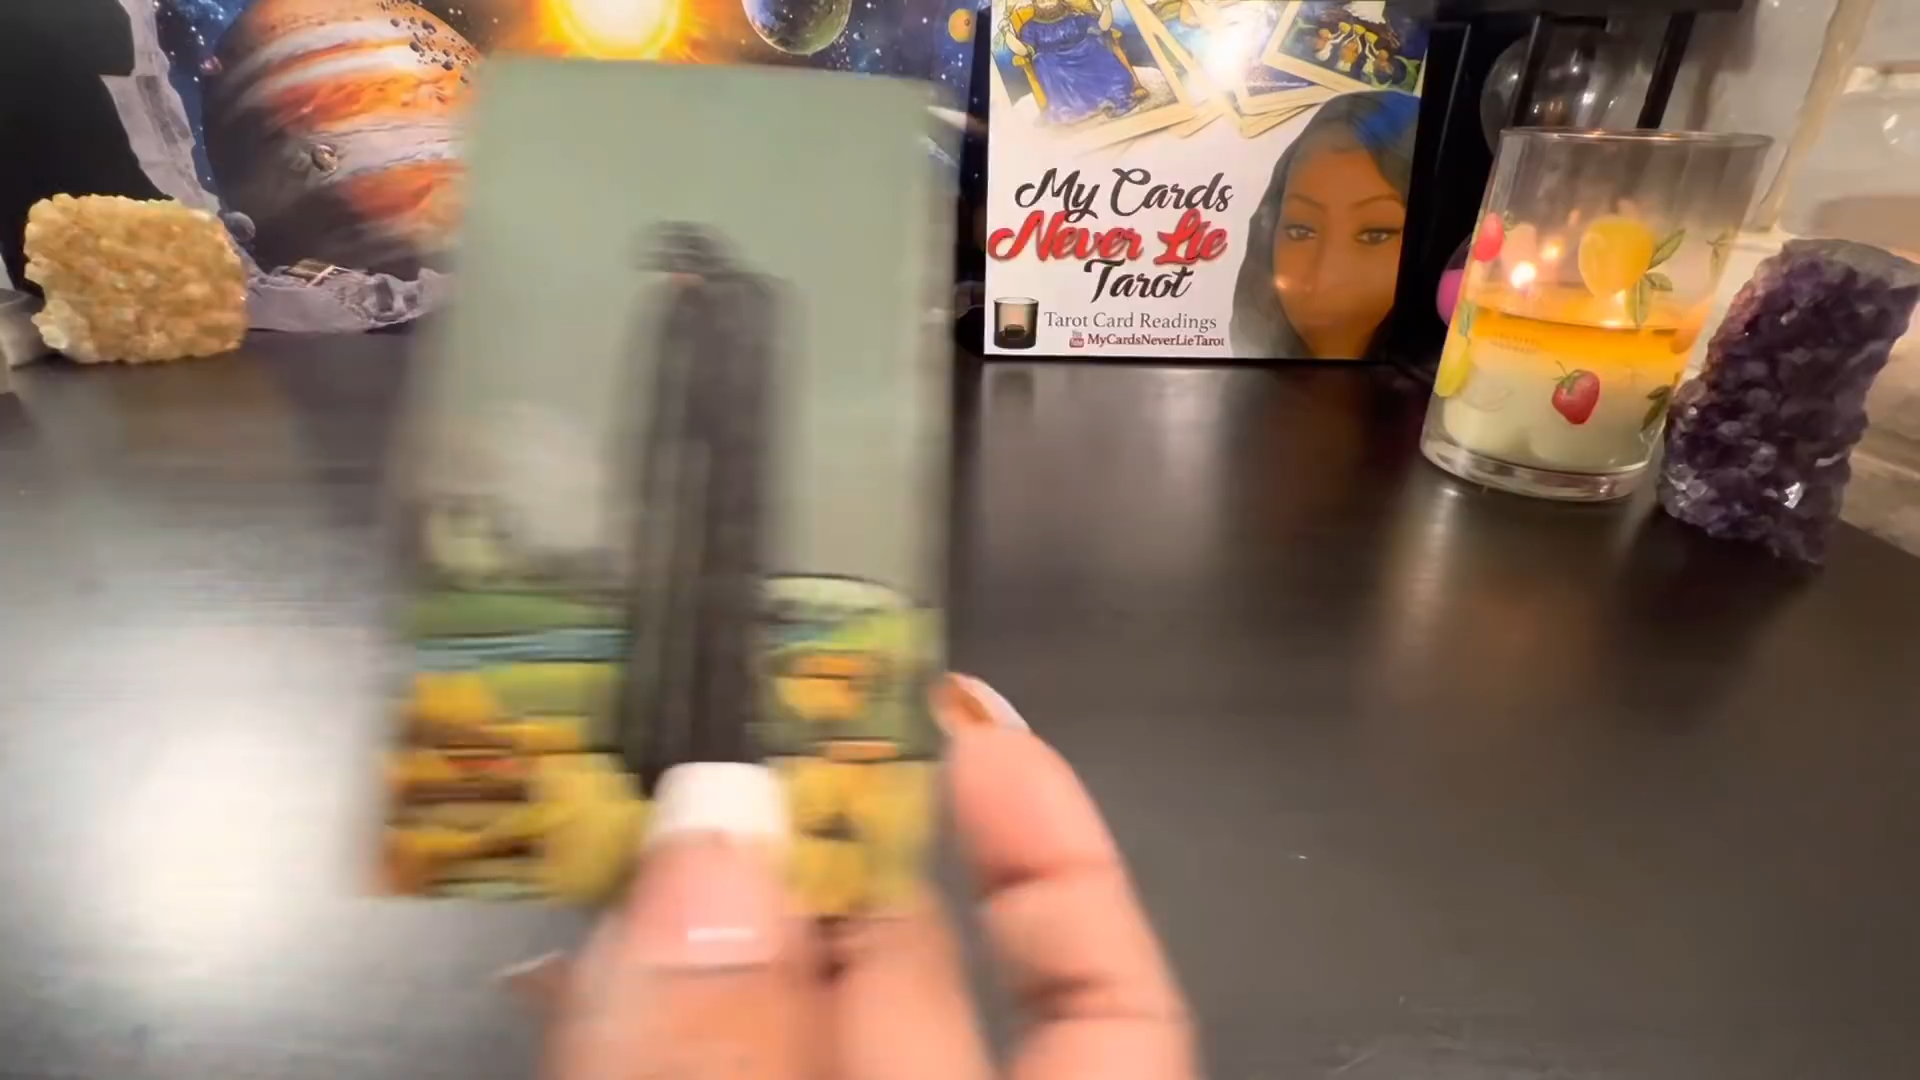 My Cards
Never Lie
Tarot
Tarot Card Readings
MyCardsNeverLieTarot